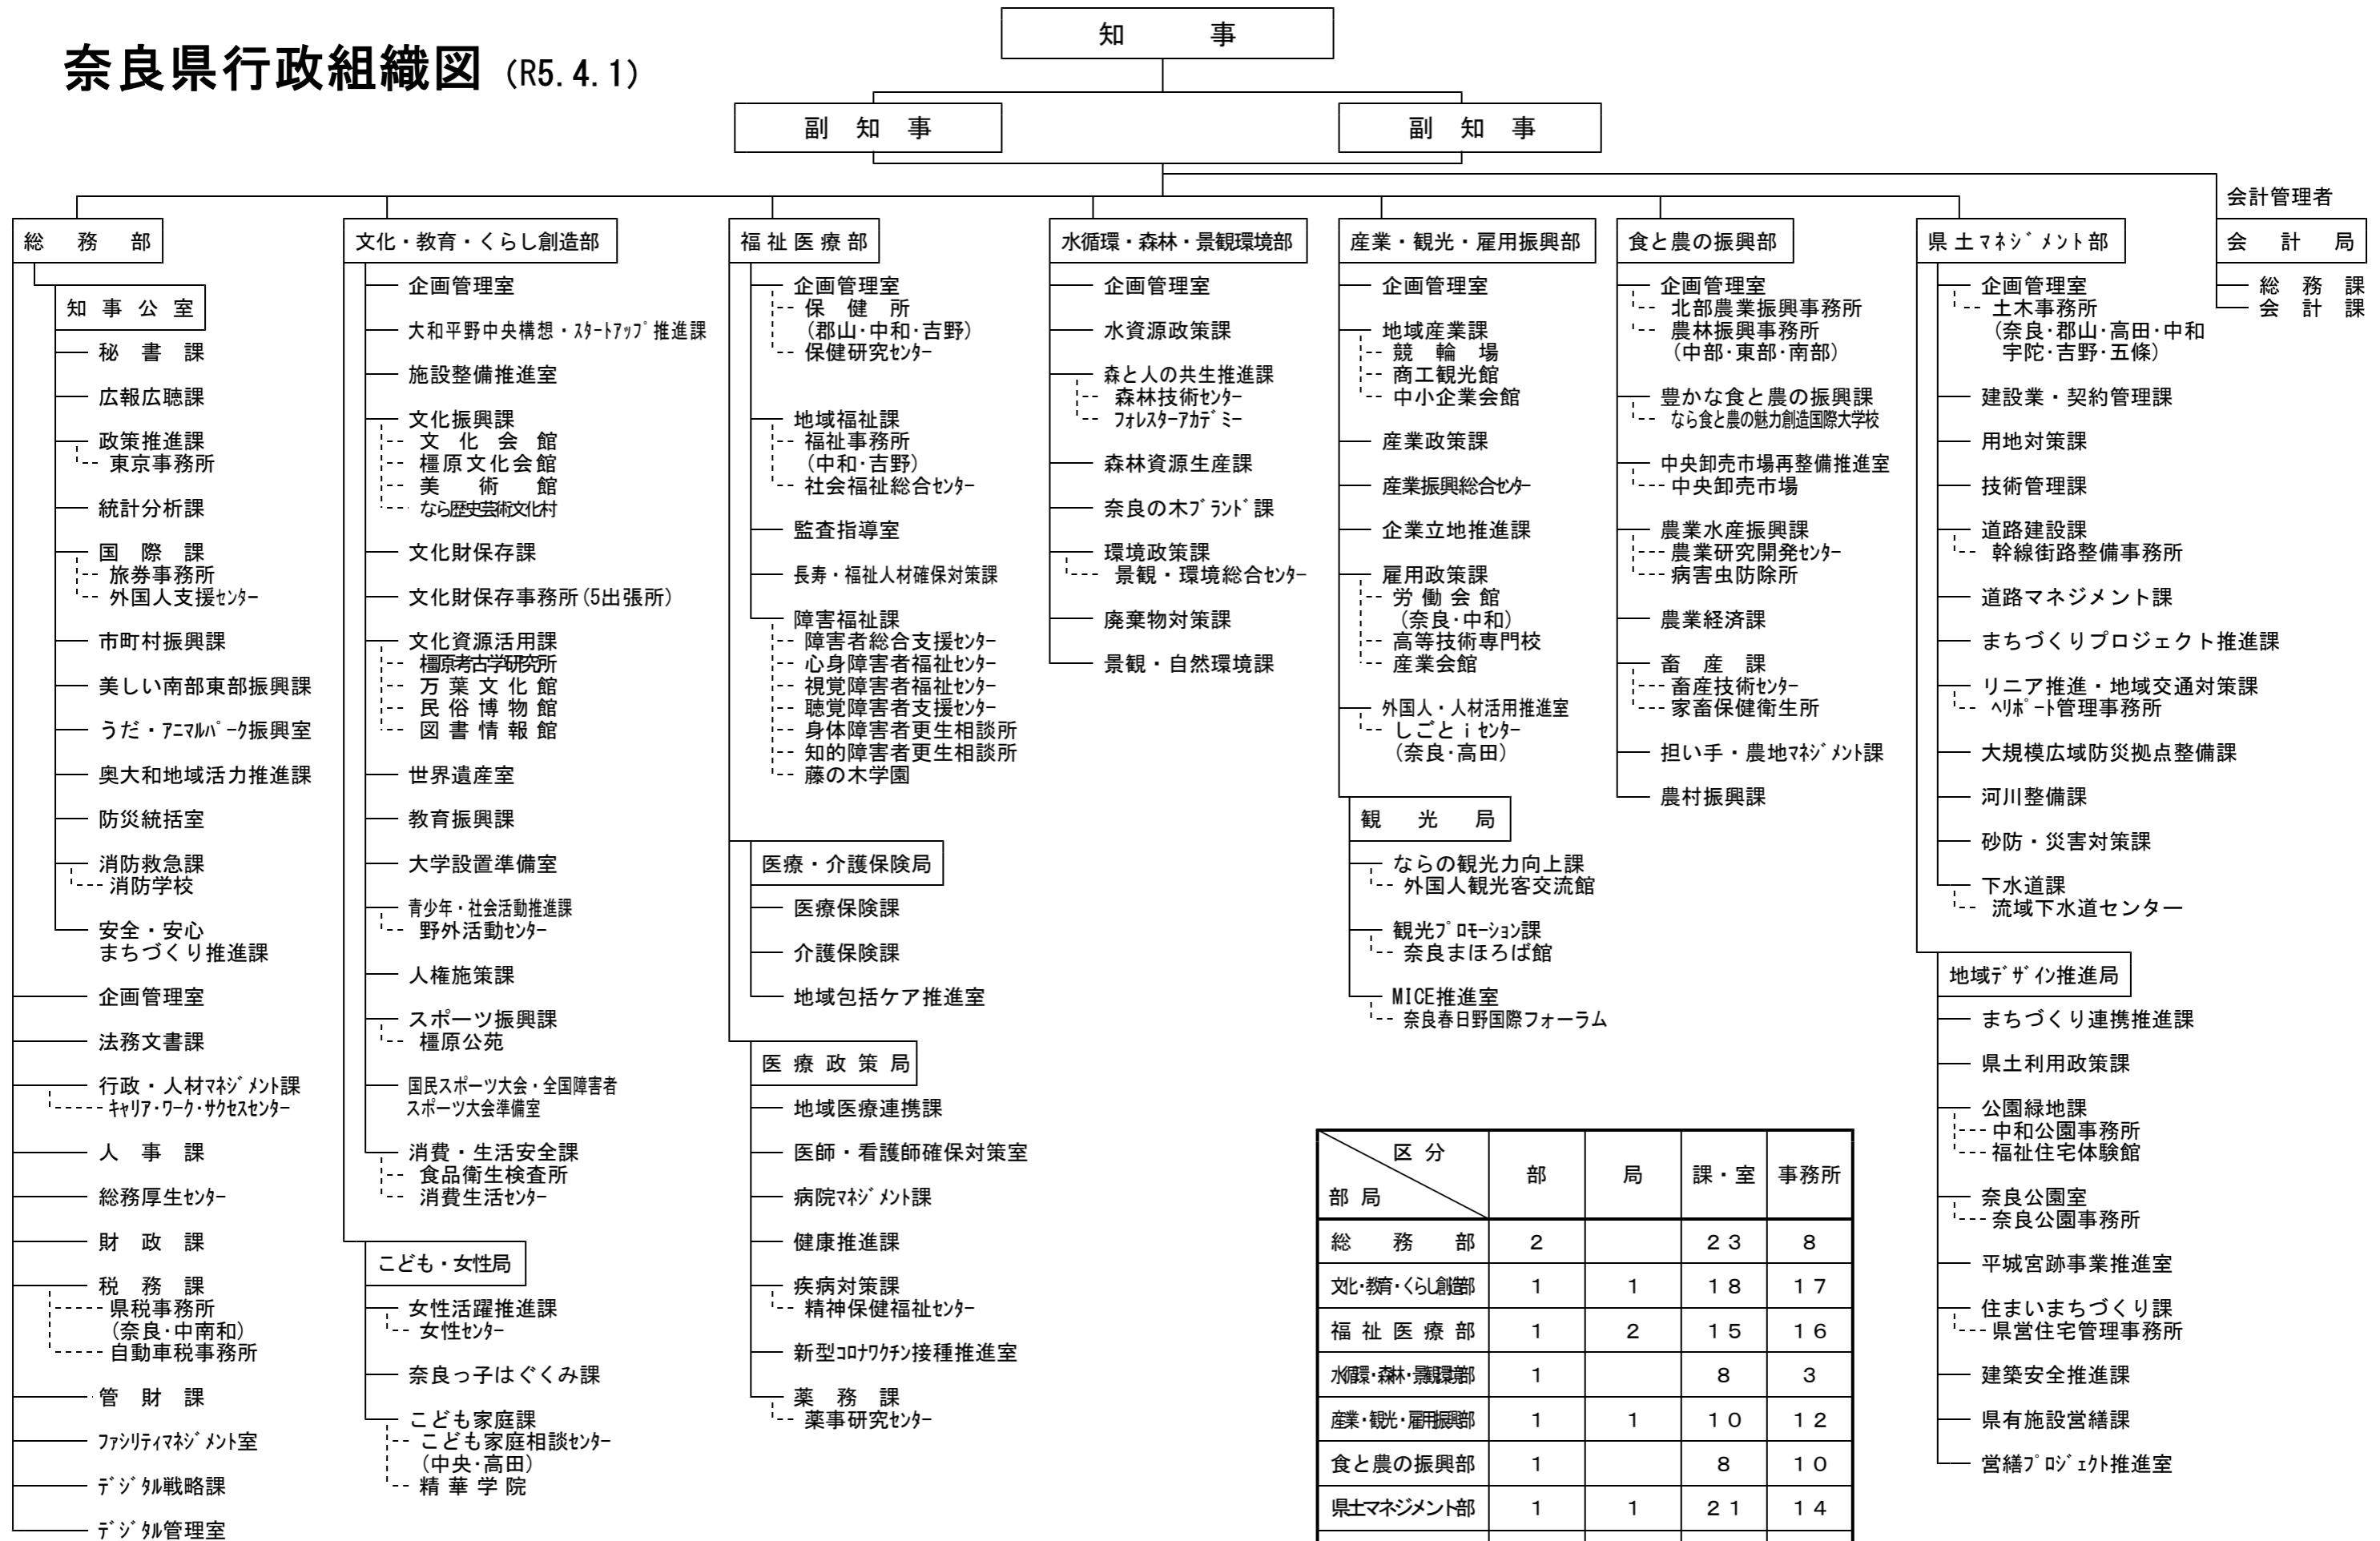 奈良県行政組織図 (R5.4.1)
知事
副知事
副知事
会計管理者
総務部
知事公室
秘書課
広報広聴課
政策推進課
東京事務所
統計分析課
国際課
旅券事務所
外国人支援ｾﾝﾀｰ
市町村振興課
美しい南部東部振興課
うだ・ｱﾆﾏﾙﾊﾟｰｸ振興室
奥大和地域活力推進課
防災統括室
消防救急課
消防学校
安全・安心
まちづくり推進課
企画管理室
法務文書課
行政・人材ﾏﾈｼﾞﾒﾝﾄ課
ｷｬﾘｱ・ﾜｰｸ・ｻｸｾｽｾﾝﾀｰ
人事課
総務厚生ｾﾝﾀｰ
財政課
税務課
県税事務所
(奈良・中南和)
自動車税事務所
管財課
ﾌｧｼﾘﾃｨﾏﾈｼﾞﾒﾝﾄ室
ﾃﾞｼﾞﾀﾙ戦略課
ﾃﾞｼﾞﾀﾙ管理室
文化・教育・くらし創造部
企画管理室
大和平野中央構想・ｽﾀｰﾄｱｯﾌﾟ推進課
施設整備推進室
文化振興課
文化会館
橿原文化会館
美術館
なら歴史芸術文化村
文化財保存課
文化財保存事務所(5出張所)
文化資源活用課
橿原考古学研究所
万葉文化館
民俗博物館
図書情報館
世界遺産室
教育振興課
大学設置準備室
青少年・社会活動推進課
野外活動ｾﾝﾀｰ
人権施策課
スポーツ振興課
橿原公苑
国民スポーツ大会・全国障害者
スポーツ大会準備室
消費・生活安全課
食品衛生検査所
消費生活ｾﾝﾀｰ
こども・女性局
女性活躍推進課
女性ｾﾝﾀｰ
奈良っ子はぐくみ課
こども家庭課
こども家庭相談ｾﾝﾀｰ
(中央・高田)
精華学院
福祉医療部
企画管理室
保健所
(郡山・中和・吉野)
保健研究ｾﾝﾀｰ
地域福祉課
福祉事務所
(中和・吉野)
社会福祉総合ｾﾝﾀｰ
監査指導室
長寿・福祉人材確保対策課
障害福祉課
障害者総合支援ｾﾝﾀｰ
心身障害者福祉ｾﾝﾀｰ
視覚障害者福祉ｾﾝﾀｰ
聴覚障害者支援ｾﾝﾀｰ
身体障害者更生相談所
知的障害者更生相談所
藤の木学園
医療・介護保険局
医療保険課
介護保険課
地域包括ケア推進室
医療政策局
地域医療連携課
医師・看護師確保対策室
病院ﾏﾈｼﾞﾒﾝﾄ課
健康推進課
疾病対策課
精神保健福祉ｾﾝﾀｰ
新型ｺﾛﾅﾜｸﾁﾝ接種推進室
薬務課
薬事研究ｾﾝﾀｰ
水循環・森林・景観環境部
企画管理室
水資源政策課
森と人の共生推進課
森林技術ｾﾝﾀｰ
ﾌｫﾚｽﾀｰｱｶﾃﾞﾐｰ
森林資源生産課
奈良の木ﾌﾞﾗﾝﾄﾞ課
環境政策課
景観・環境総合ｾﾝﾀｰ
廃棄物対策課
景観・自然環境課
産業・観光・雇用振興部
企画管理室
地域産業課
競輪場
商工観光館
中小企業会館
産業政策課
産業振興総合ｾﾝﾀｰ
企業立地推進課
雇用政策課
労働会館
(奈良・中和)
高等技術専門校
産業会館
外国人・人材活用推進室
しごとｉｾﾝﾀｰ
(奈良・高田)
観光局
ならの観光力向上課
外国人観光客交流館
観光ﾌﾟﾛﾓｰｼｮﾝ課
奈良まほろば館
MICE推進室
奈良春日野国際フォーラム
食と農の振興部
企画管理室
北部農業振興事務所
農林振興事務所
(中部・東部・南部)
豊かな食と農の振興課
なら食と農の魅力創造国際大学校
中央卸売市場再整備推進室
中央卸売市場
農業水産振興課
農業研究開発ｾﾝﾀｰ
病害虫防除所
農業経済課
畜産課
畜産技術ｾﾝﾀｰ
家畜保健衛生所
担い手・農地ﾏﾈｼﾞﾒﾝﾄ課
農村振興課
県土ﾏﾈｼﾞﾒﾝﾄ部
企画管理室
土木事務所
(奈良・郡山・高田・中和
宇陀・吉野・五條)
建設業・契約管理課
用地対策課
技術管理課
道路建設課
幹線街路整備事務所
道路マネジメント課
まちづくりプロジェクト推進課
リニア推進・地域交通対策課
ﾍﾘﾎﾟｰﾄ管理事務所
大規模広域防災拠点整備課
河川整備課
砂防・災害対策課
下水道課
流域下水道センター
地域ﾃﾞｻﾞｲﾝ推進局
まちづくり連携推進課
県土利用政策課
公園緑地課
中和公園事務所
福祉住宅体験館
奈良公園室
奈良公園事務所
平城宮跡事業推進室
住まいまちづくり課
県営住宅管理事務所
建築安全推進課
県有施設営繕課
営繕ﾌﾟﾛｼﾞｪｸﾄ推進室
会計局
総務課
会計課
区分 部 局 課・室 事務所
部局
総務部 2 23 8
文化・教育・くらし創造部 1 1 18 17
福祉医療部 1 2 15 16
水循環・森林・景観環境部 1 8 3
産業・観光・雇用振興部 1 1 10 12
食と農の振興部 1 8 10
県土マネジメント部 1 1 21 14